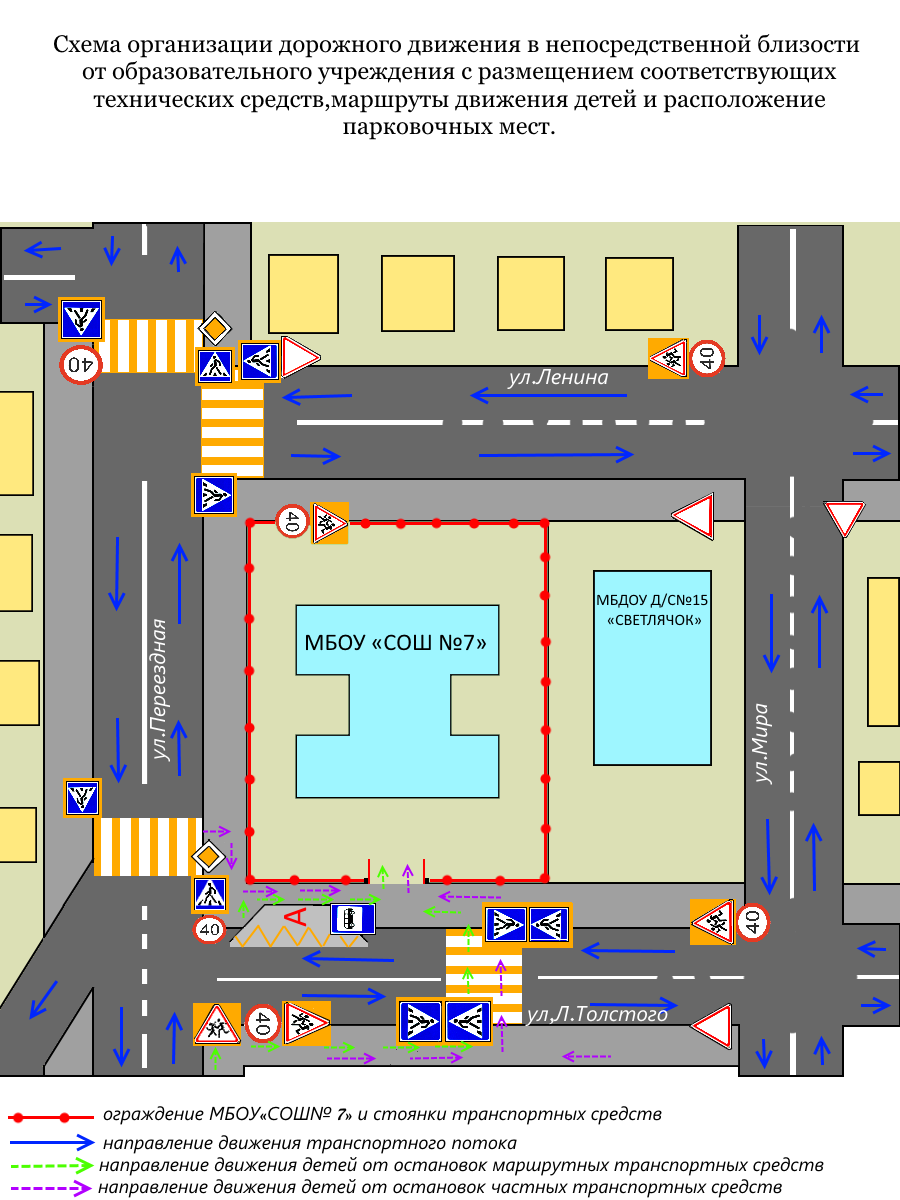 Схема организации дорожного движения в непосредственной близости
от образовательного учреждения с размещением соответствующих
технических средств,маршруты движения детей и расположение
парковочных мест.
40
ул.Ленина
40
40
МБДОУ Д/С№15
«СВЕТЛЯЧОК»
МБОУ «СОШ №7»
ул.Переездная
ул.Мира
А
40
40
40
ул,Л.Толстого
ограждение МБОУ«СОШ№ 7» и стоянки транспортных средств
направление движения транспортного потока
направление движения детей от остановок маршрутных транспортных средств
направление движения детей от остановок частных транспортных средств